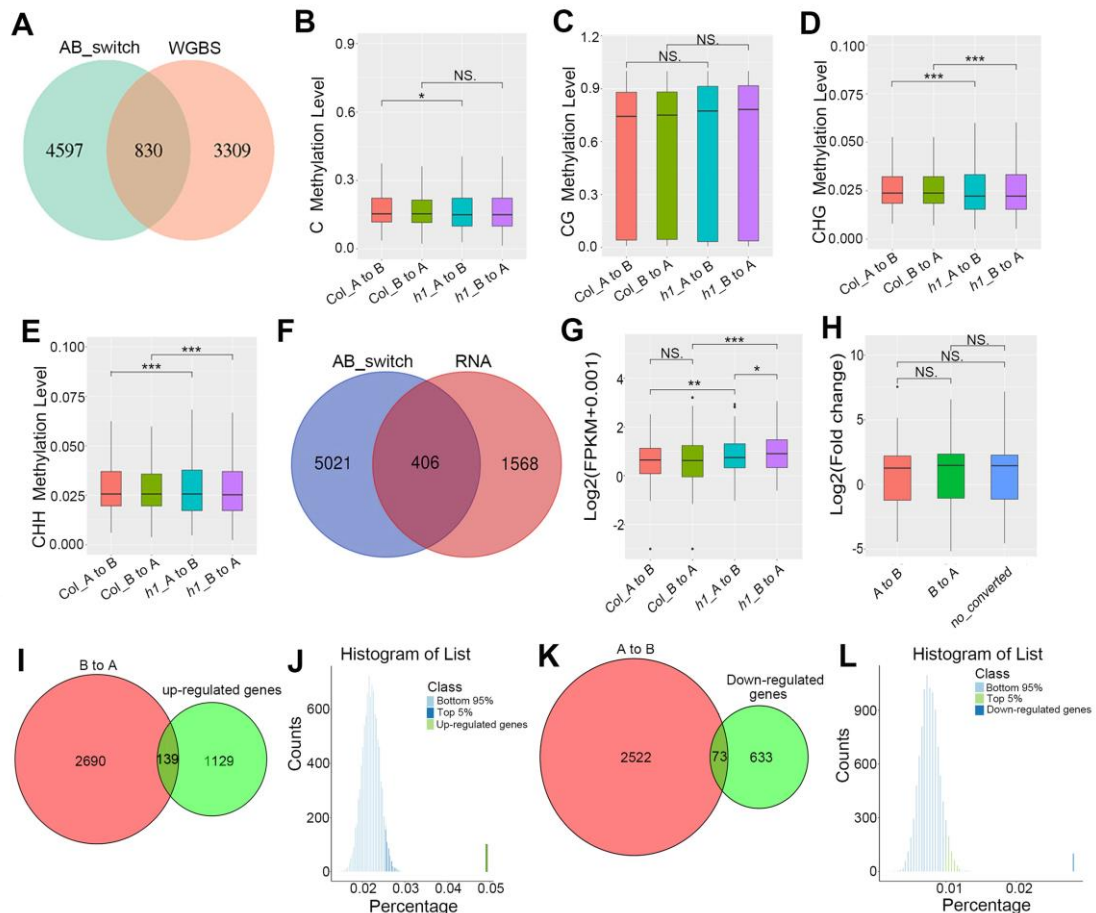 A
AB_switch
WGBS
4597
830
3309
B
C Methylation Level
0.9
0.6
0.3
0.0
*
NS.
Col_A to B
Col_B to A
h1_A to B
h1_B to A
C
CG Methylation Level
1.2
0.9
0.6
0.3
0.0
NS.
NS.
Col_A to B
Col_B to A
h1_A to B
h1_B to A
D
CHG Methylation Level
0.100
0.075
0.050
0.025
0.000
***
***
Col_A to B
Col_B to A
h1_A to B
h1_B to A
E
CHH Methylation Level
0.100
0.075
0.050
0.025
0.000
***
***
Col_A to B
Col_B to A
h1_A to B
h1_B to A
F
AB_switch
RNA
5021
406
1568
G
Log2(FPKM+0.001)
4
2
0
-2
NS.
***
**
*
Col_A to B
Col_B to A
h1_A to B
h1_B to A
H
Log2(Fold change)
10
5
0
-5
NS.
NS.
NS.
A to B
B to A
no_converted
I
B to A
up-regulated genes
2690
139
1129
J
Histogram of List
Class
Bottom 95%
Top 5%
Up-regulated genes
Counts
600
400
200
0
0.02
0.03
0.04
0.05
Percentage
K
A to B
Down-regulated
genes
2522
73
633
L
Histogram of List
Class
Bottom 95%
Top 5%
Down-regulated genes
Counts
900
600
300
0
0.01
0.02
Percentage